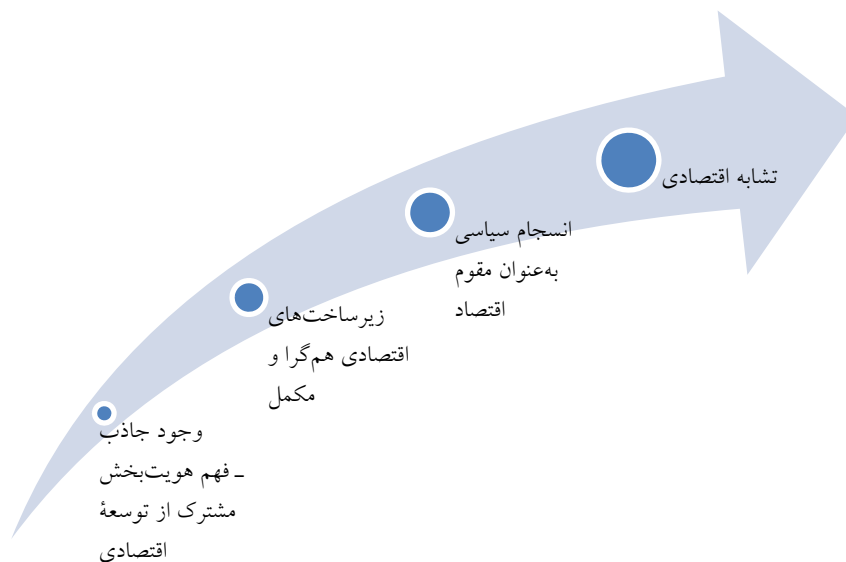 وجود جاذب
ـ فهم هویت‌بخش
مشترک از توسعهٔ
اقتصادی
زیرساخت‌های
اقتصادی هم‌گرا و
مکمل
انسجام سیاسی
به‌عنوان مقوم
اقتصاد
تشابه اقتصادی